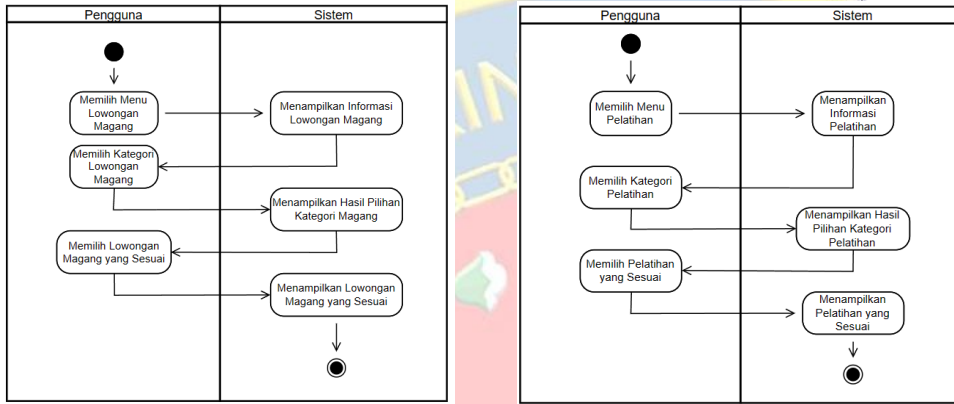 Pengguna
Sistem
Memilih Menu
Lowongan
Magang
Menampilkan Informasi
Lowongan Magang
Memilih Kategori
Lowongan
Magang
Menampilkan Hasil Pilihan
Kategori Magang
Memilih Lowongan
Magang yang Sesuai
Menampilkan Lowongan
Magang yang Sesuai
Pengguna
Sistem
Memilih Menu
Pelatihan
Menampilkan
Informasi
Pelatihan
Memilih Kategori
Pelatihan
Menampilkan Hasil
Pilihan Kategori
Pelatihan
Memilih Pelatihan
yang Sesuai
Menampilkan
Pelatihan yang
Sesuai